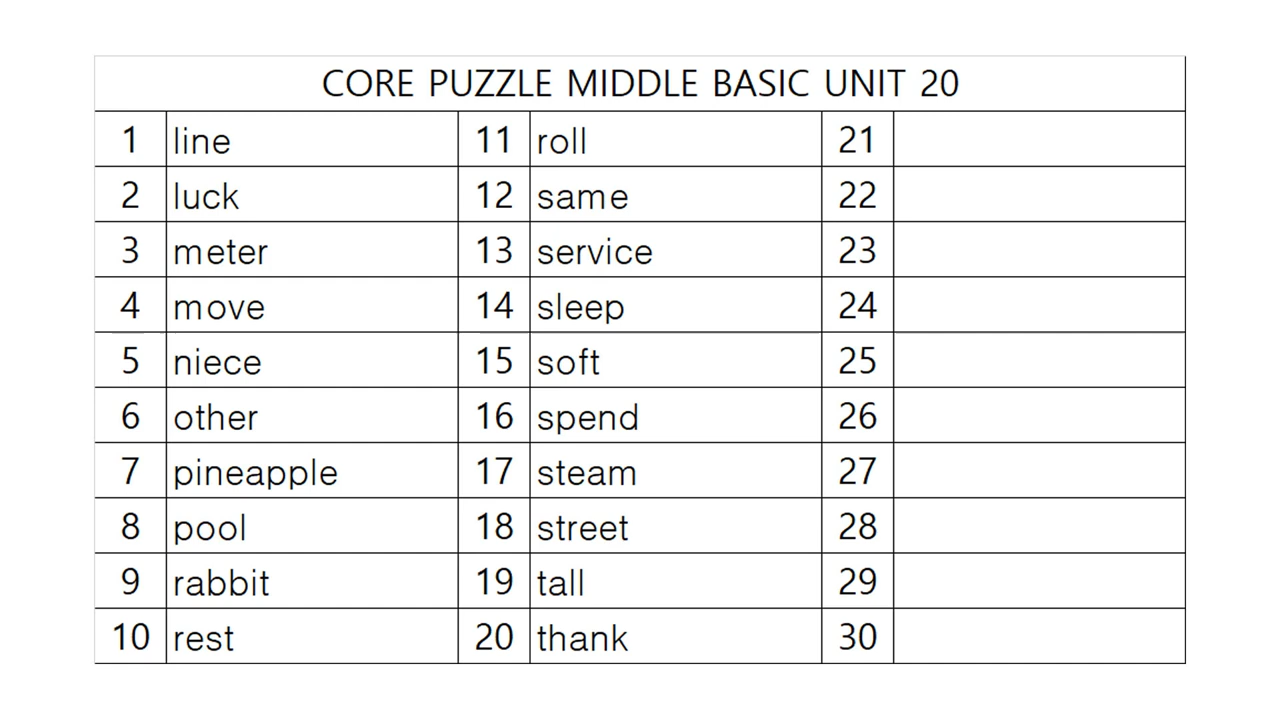 CORE PUZZLE MIDDLE BASIC UNIT 20
1 line 11 roll 21
2 luck 12 same 22
3 meter 13 service 23
4 move 14 sleep 24
5 niece 15 soft 25
6 other 16 spend 26
7 pineapple 17 steam 27
8 pool 18 street 28
9 rabbit 19 tall 29
10 rest 20 thank 30